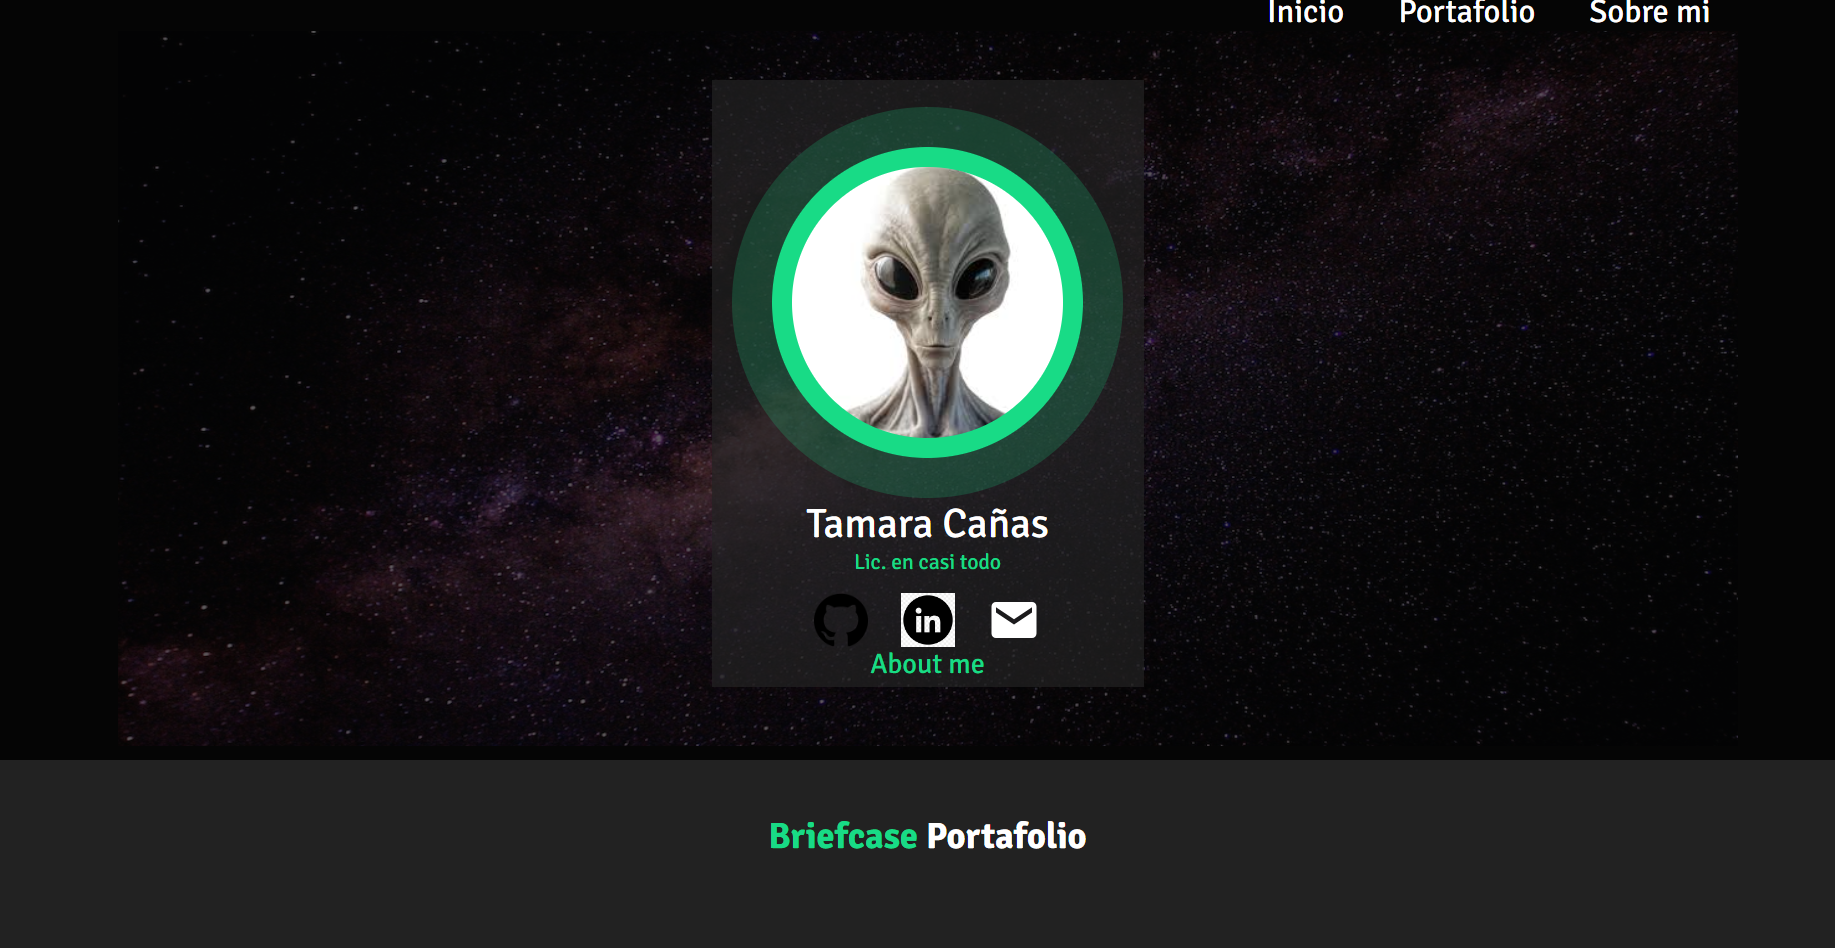 Inicio Portafolio Sobre mi
Tamara Cañas
Lic. en casi todo
in
About me
Briefcase Portafolio